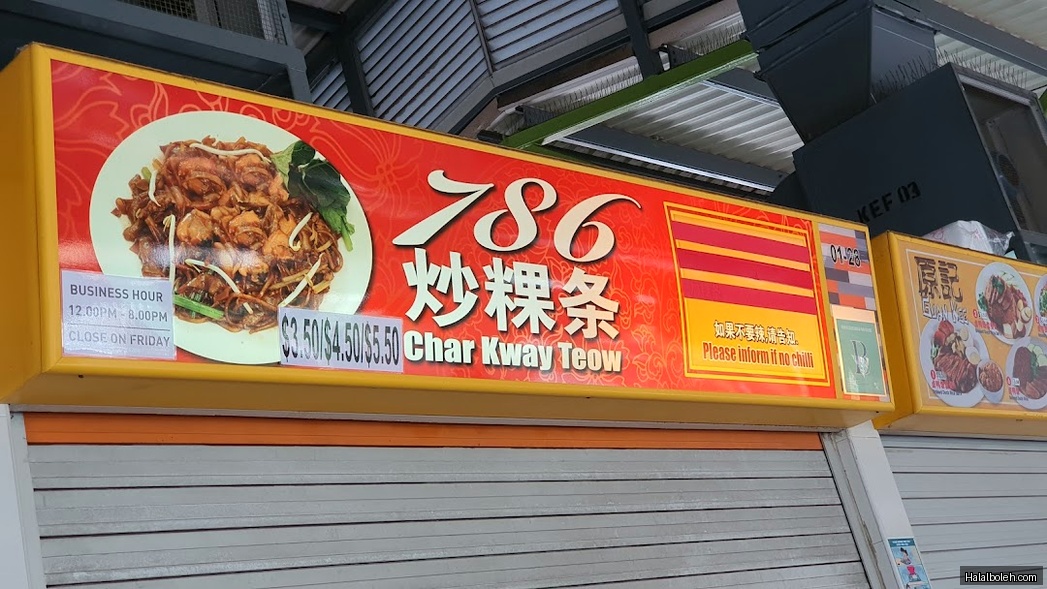 786
炒粿条
Char Kway Teow
BUSINESS HOUR
12.00PM - 8.00PM
CLOSE ON FRIDAY
$3.50/$4.50/$5.50
如果不要辣,请告知.
Please inform if no chilli
01-28
KEF 03
記
Halalboleh.com